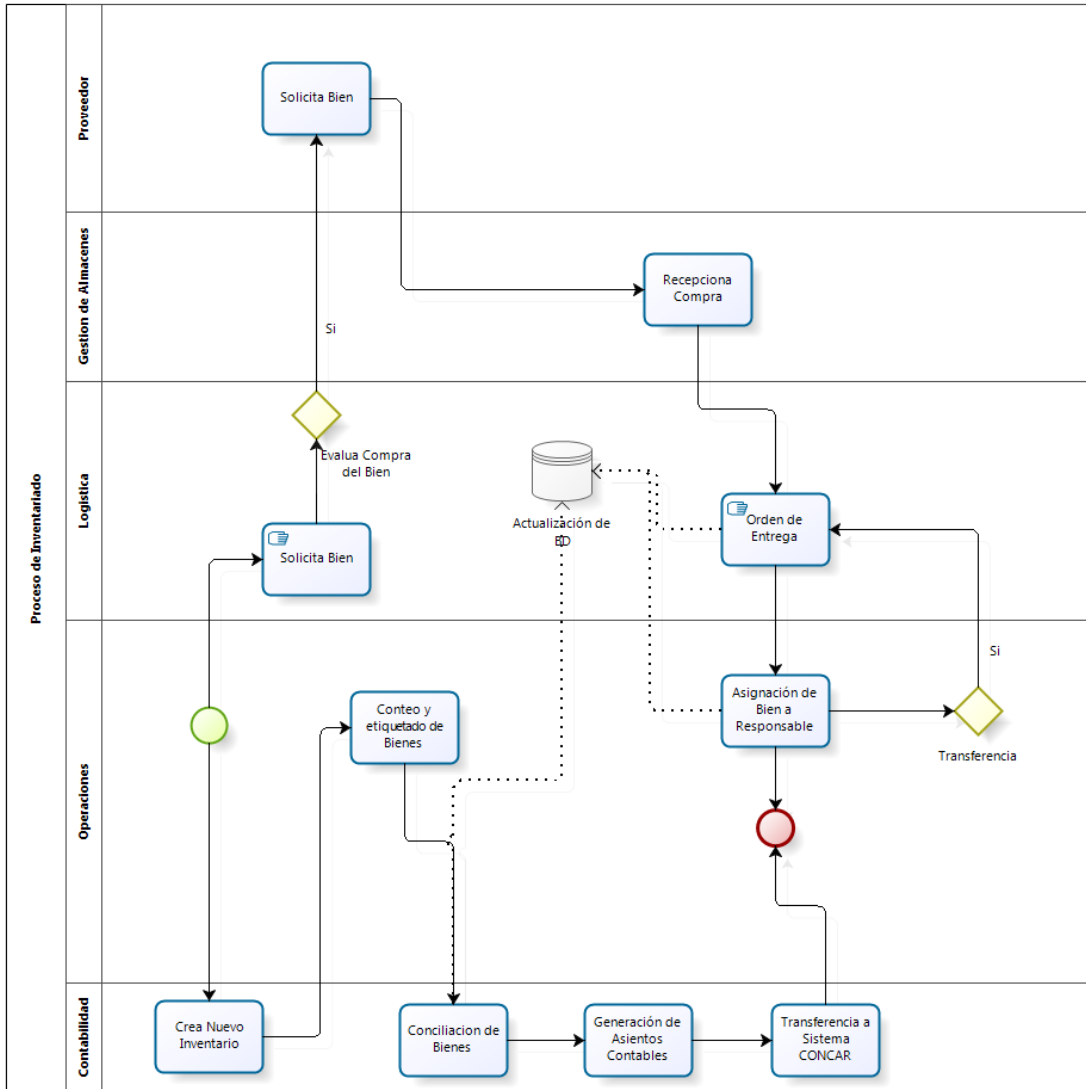 Proceso de Inventariado
Proveedor
Solicita Bien
Gestion de Almacenes
Recepciona
Compra
Si
Logistica
Evalua Compra
del Bien
Solicita Bien
Actualización de
BD
Orden de
Entrega
Operaciones
Si
Conteo y
etiquetado de
Bienes
Asignación de
Bien a
Responsable
Transferencia
Contabilidad
Crea Nuevo
Inventario
Conciliacion de
Bienes
Generación de
Asientos
Contables
Transferencia a
Sistema
CONCAR